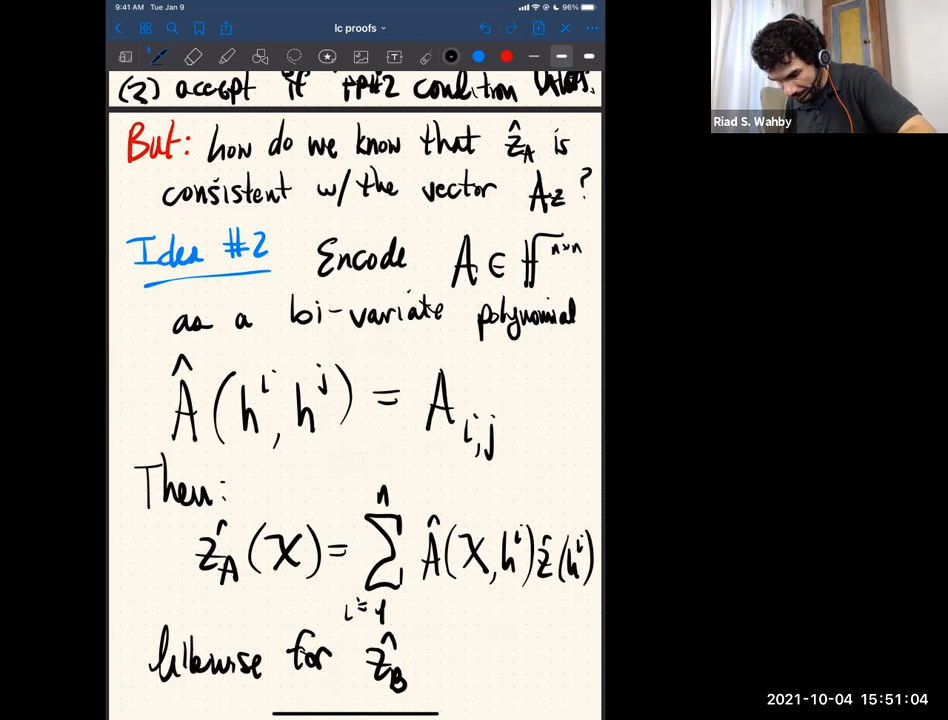 9:41 AM Tue Jan 9
96%
lc proofs
(2) accept if condition
But: how do we know that ẑ_A is
consistent w/ the vector Az?
Idea #2 Encode A ∈ 𝔽^{n×n}
as a bi-variate polynomial
Â(h^i, h^j) = A_{i,j}
Then:
ẑ_A(X) = ∑_{i=1}^{n} Â(X, h^i) ẑ(h^i)
likewise for ẑ_B
Riad S. Wahby
2021-10-04 15:51:04